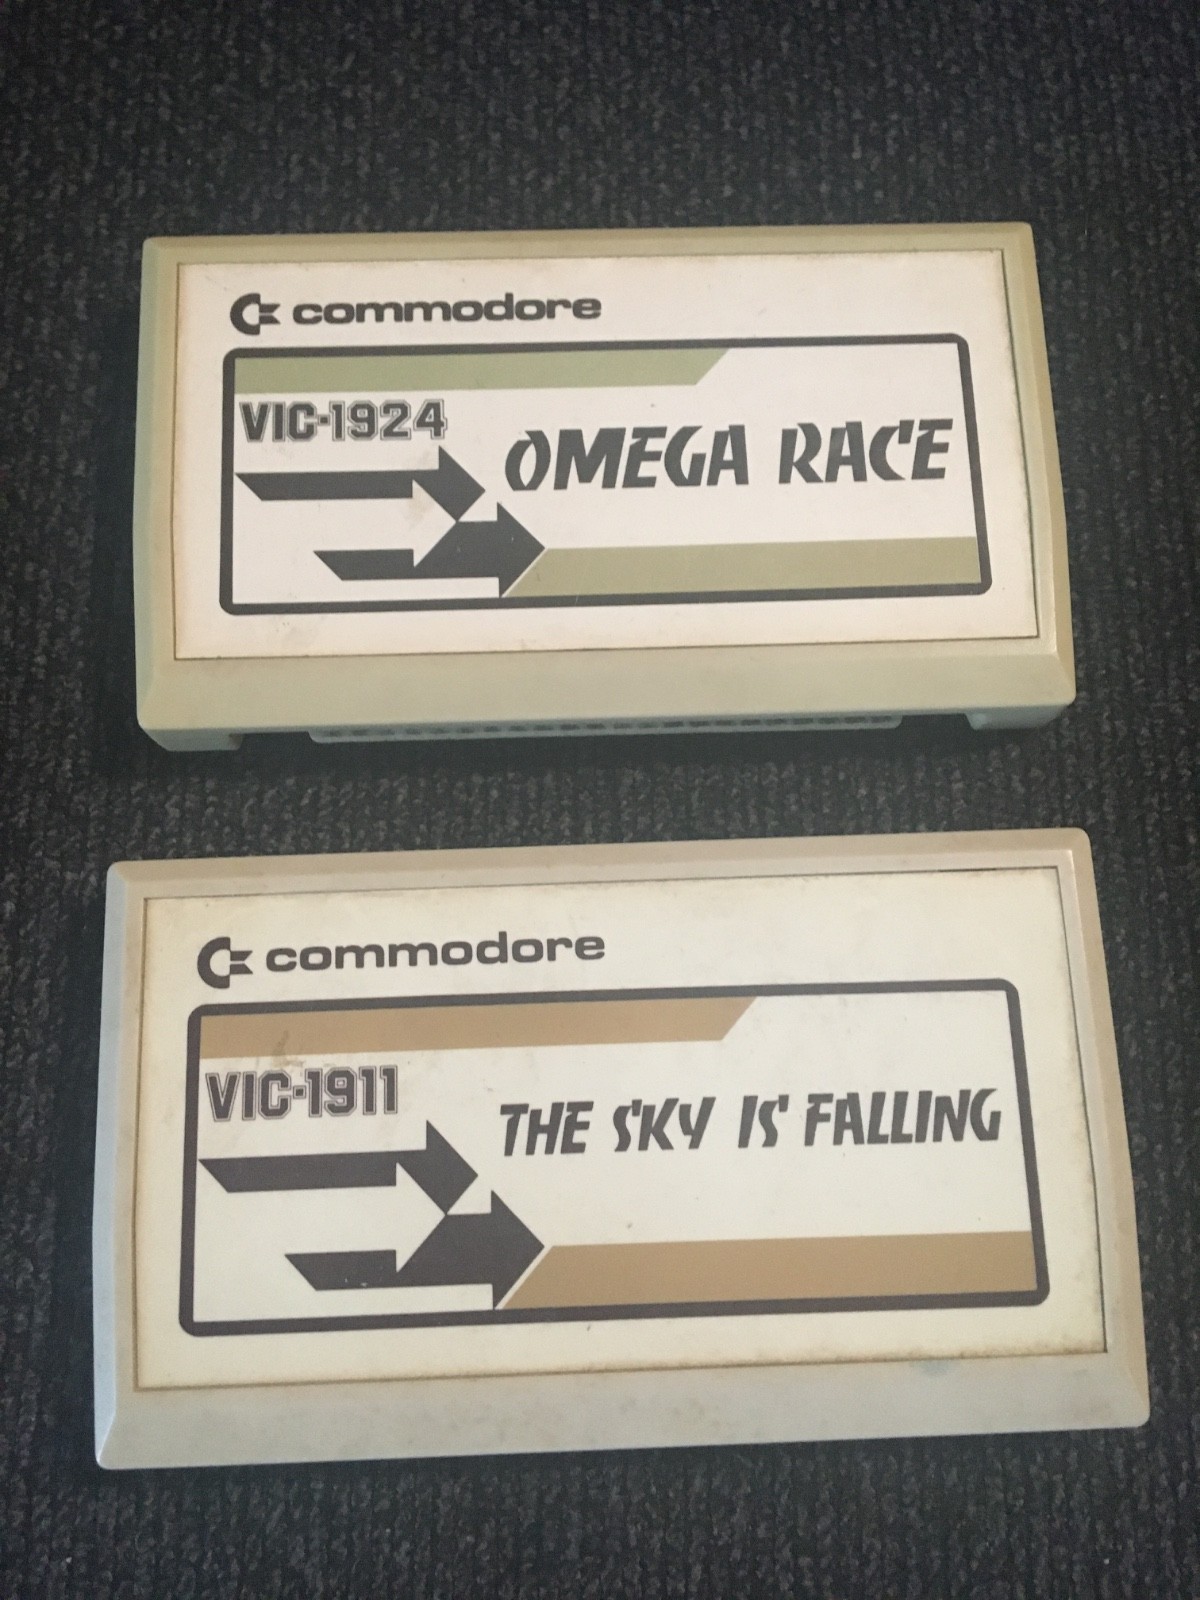 commodore
VIC-1924
OMEGA RACE
commodore
VIC-1911
THE SKY IS FALLING